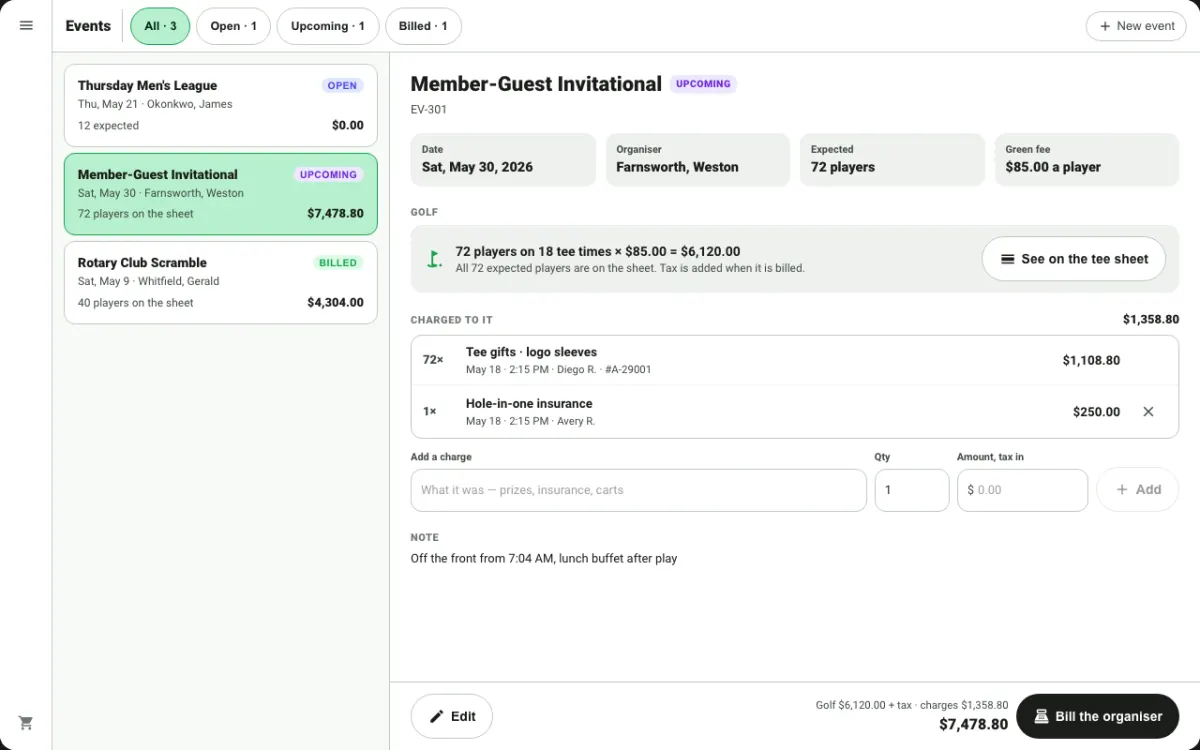 Events
All · 3
Open · 1
Upcoming · 1
Billed · 1
+ New event
Thursday Men's League
OPEN
Thu, May 21 · Okonkwo, James
12 expected
$0.00
Member-Guest Invitational
UPCOMING
Sat, May 30 · Farnsworth, Weston
72 players on the sheet
$7,478.80
Rotary Club Scramble
BILLED
Sat, May 9 · Whitfield, Gerald
40 players on the sheet
$4,304.00
Member-Guest Invitational
UPCOMING
EV-301
Date
Sat, May 30, 2026
Organiser
Farnsworth, Weston
Expected
72 players
Green fee
$85.00 a player
GOLF
72 players on 18 tee times × $85.00 = $6,120.00
All 72 expected players are on the sheet. Tax is added when it is billed.
See on the tee sheet
CHARGED TO IT
$1,358.80
72×
Tee gifts · logo sleeves
May 18 · 2:15 PM · Diego R. · #A-29001
$1,108.80
1×
Hole-in-one insurance
May 18 · 2:15 PM · Avery R.
$250.00
Add a charge
Qty
Amount, tax in
What it was — prizes, insurance, carts
1
$ 0.00
+ Add
NOTE
Off the front from 7:04 AM, lunch buffet after play
Edit
Golf $6,120.00 + tax · charges $1,358.80
$7,478.80
Bill the organiser